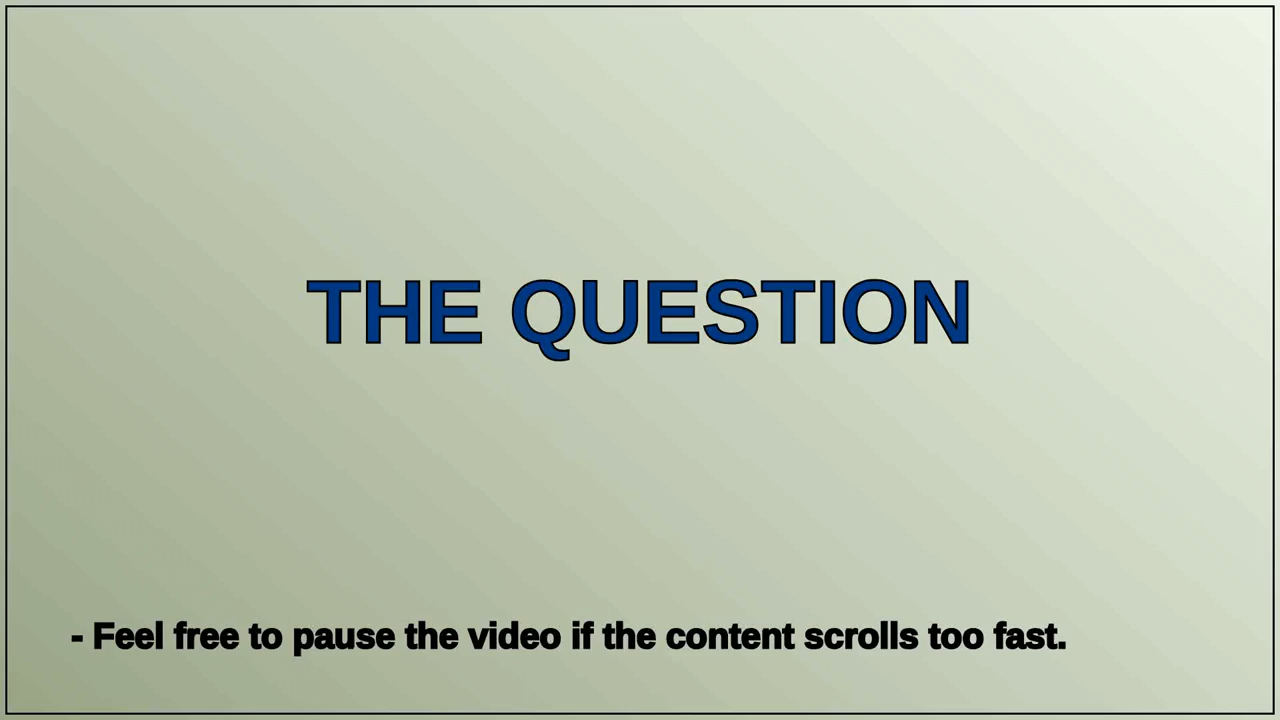 THE QUESTION
- Feel free to pause the video if the content scrolls too fast.